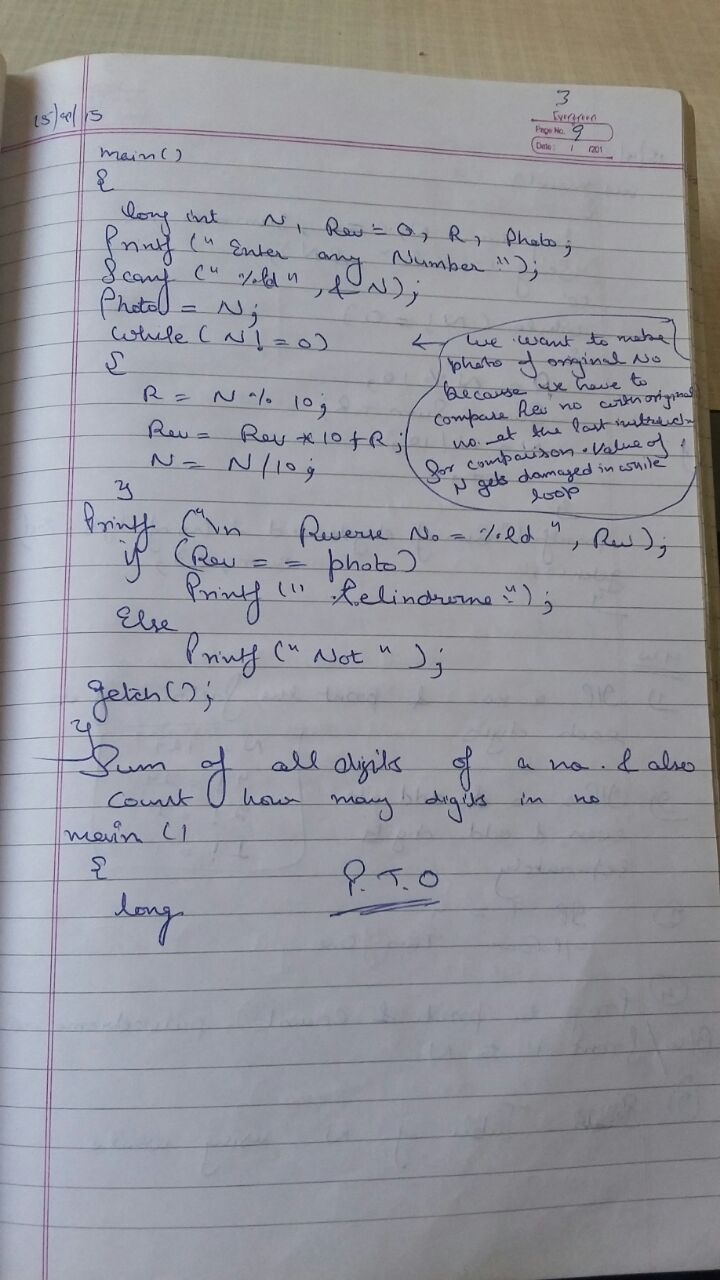 3
Evergreen
15/09/15
Page No. 9
Date: / /201
main()
{
long int N, Rev = 0, R, Photo;
Printf (" Enter any Number :");
Scanf (" %ld ", & N);
Photo = N;
while ( N! = 0)
{
R = N % 10;
Rev = Rev * 10 + R;
N = N / 10;
}
← we want to make
photo of original No
because we have to
compare Rev no with original
no. at the last instruction
for comparison. Value of
N gets damaged in while
loop
Printf ("\n Reverse No = %ld ", Rev);
if (Rev = = photo)
Printf (" Pelindrome ");
Else
Printf (" Not " );
getch();
}
Sum of all digits of a no. & also
count how many digits in no
main ()
{
P.T.O
long